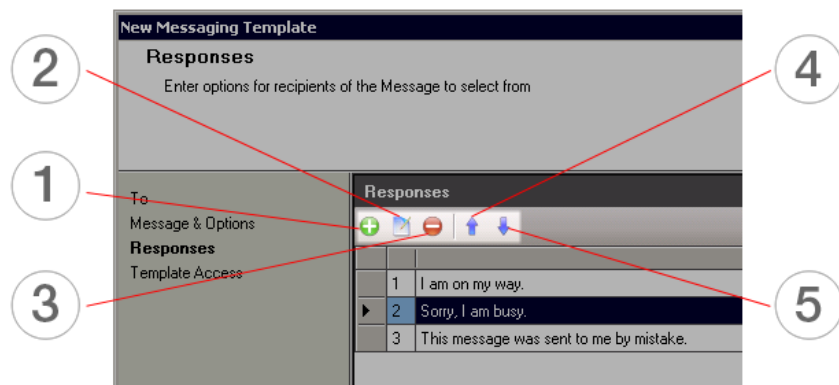 New Messaging Template
Responses
Enter options for recipients of the Message to select from
2
4
1
3
5
To
Message & Options
Responses
Template Access
Responses
1 I am on my way.
2 Sorry, I am busy.
3 This message was sent to me by mistake.